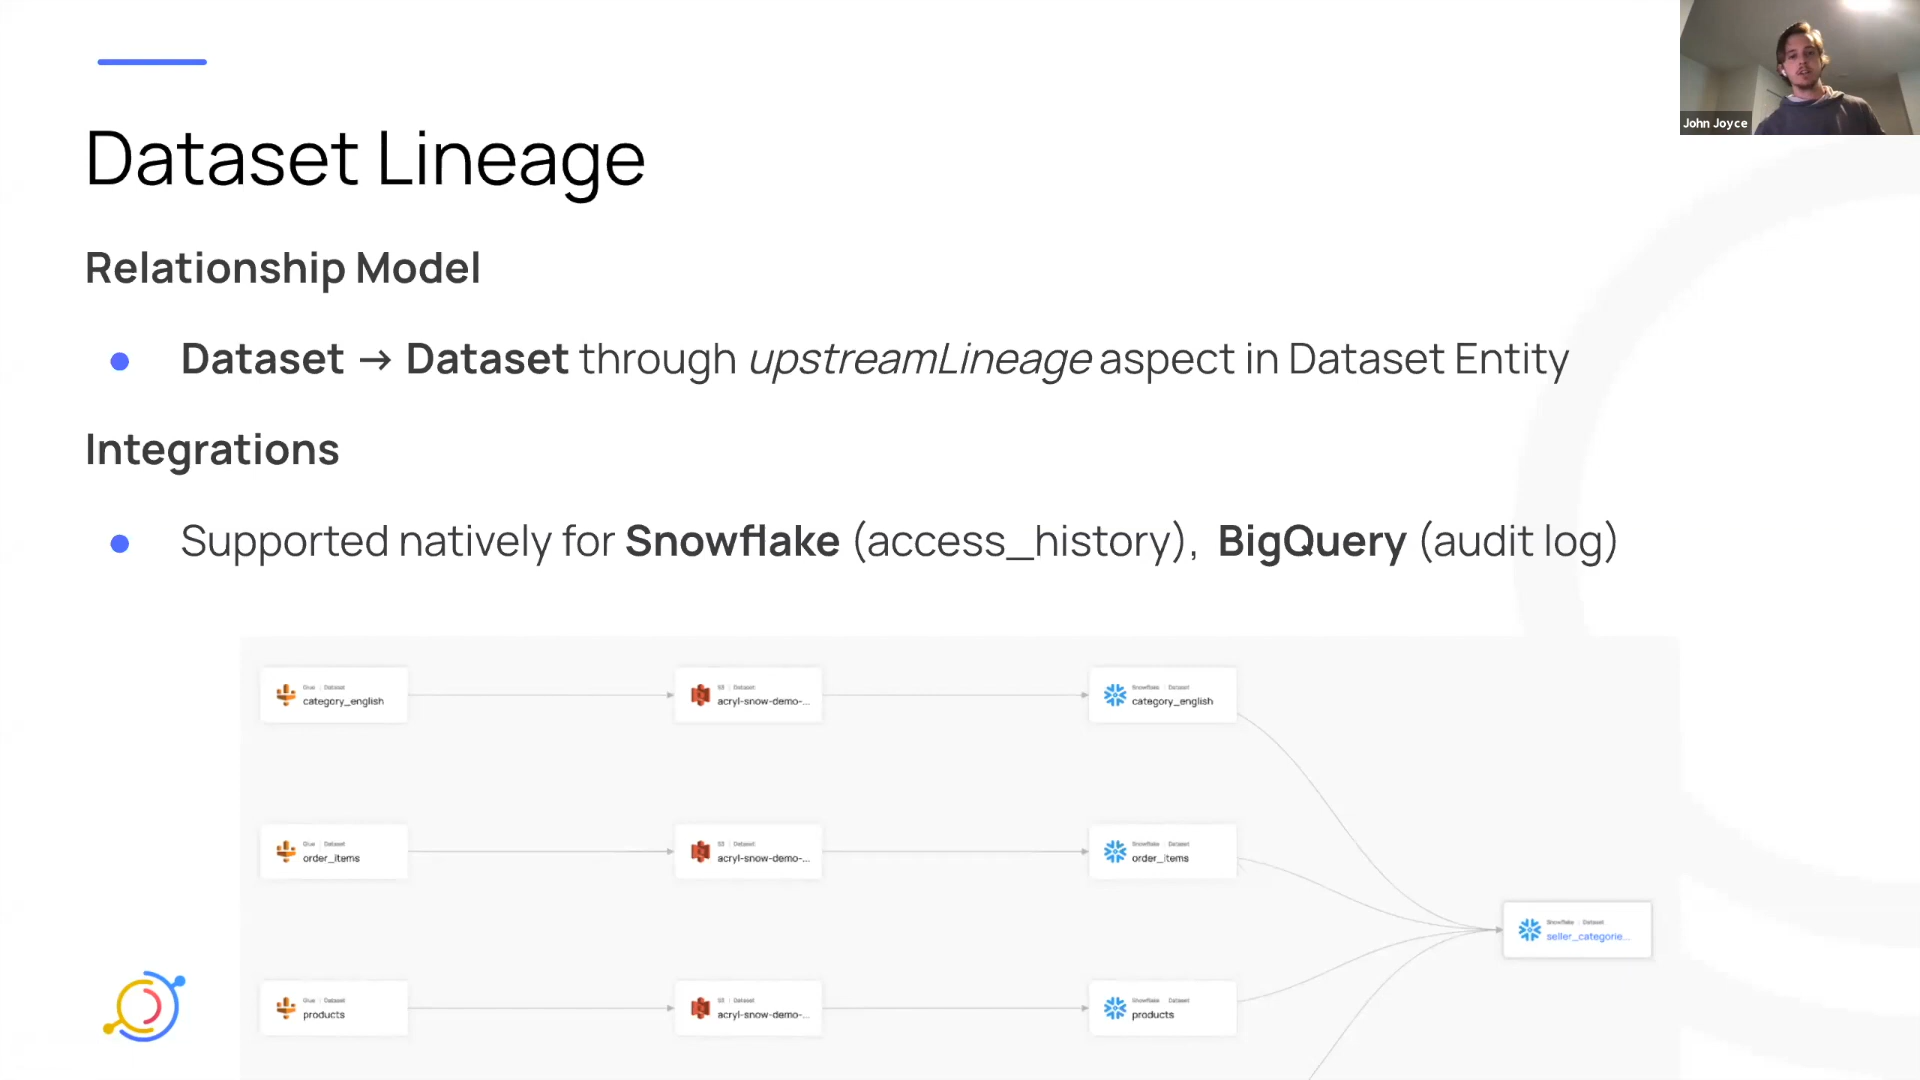 John Joyce
Dataset Lineage
Relationship Model
● Dataset → Dataset through upstreamLineage aspect in Dataset Entity
Integrations
● Supported natively for Snowflake (access_history), BigQuery (audit log)
Glue | Dataset
category_english
S3 | Dataset
acryl-snow-demo-...
Snowflake | Dataset
category_english
Glue | Dataset
order_items
S3 | Dataset
acryl-snow-demo-...
Snowflake | Dataset
order_items
Snowflake | Dataset
seller_categorie...
Glue | Dataset
products
S3 | Dataset
acryl-snow-demo-...
Snowflake | Dataset
products